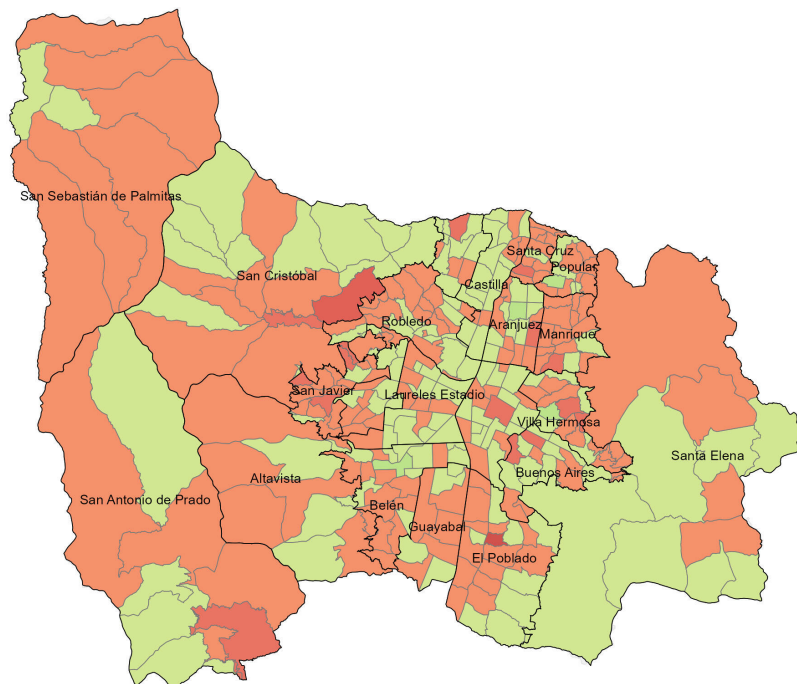 San Sebastián de Palmitas
Santa Cruz
Popular
San Cristóbal
Castilla
Robledo
Aranjuez
Manrique
San Javier
Laureles Estadio
Villa Hermosa
Santa Elena
Buenos Aires
Altavista
San Antonio de Prado
Belén
Guayabal
El Poblado